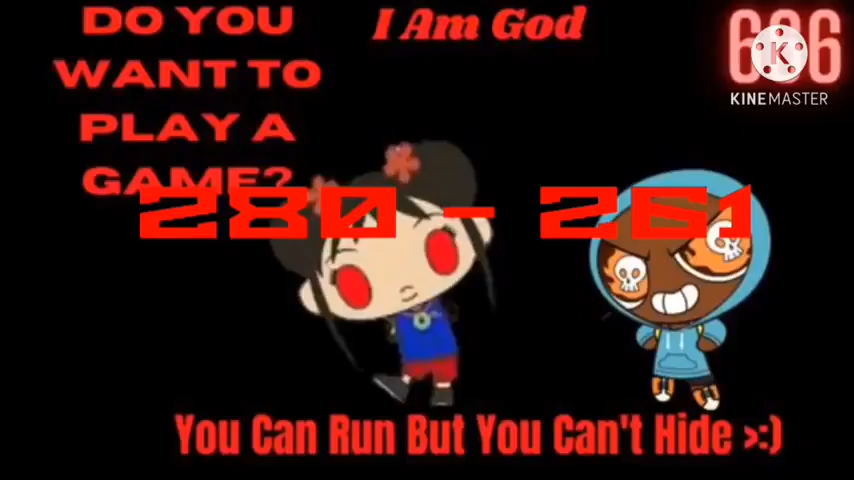 DO YOU
WANT TO
PLAY A
GAME?
I Am God
666
KINEMASTER
280 - 261
You Can Run But You Can't Hide >:)